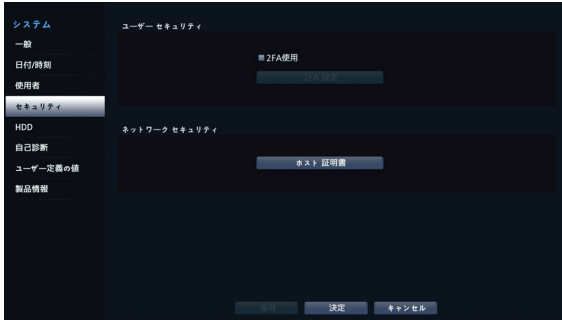 システム
一般
日付/時刻
使用者
セキュリティ
HDD
自己診断
ユーザー定義の値
製品情報
ユーザー セキュリティ
2FA使用
2FA 設定
ネットワーク セキュリティ
ホスト 証明書
決定
キャンセル